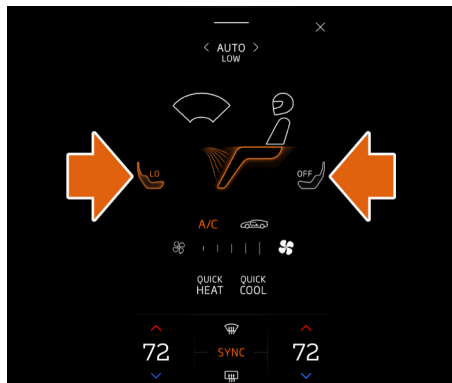 AUTO
LOW
LO
OFF
A/C
QUICK
HEAT
QUICK
COOL
72
SYNC
72